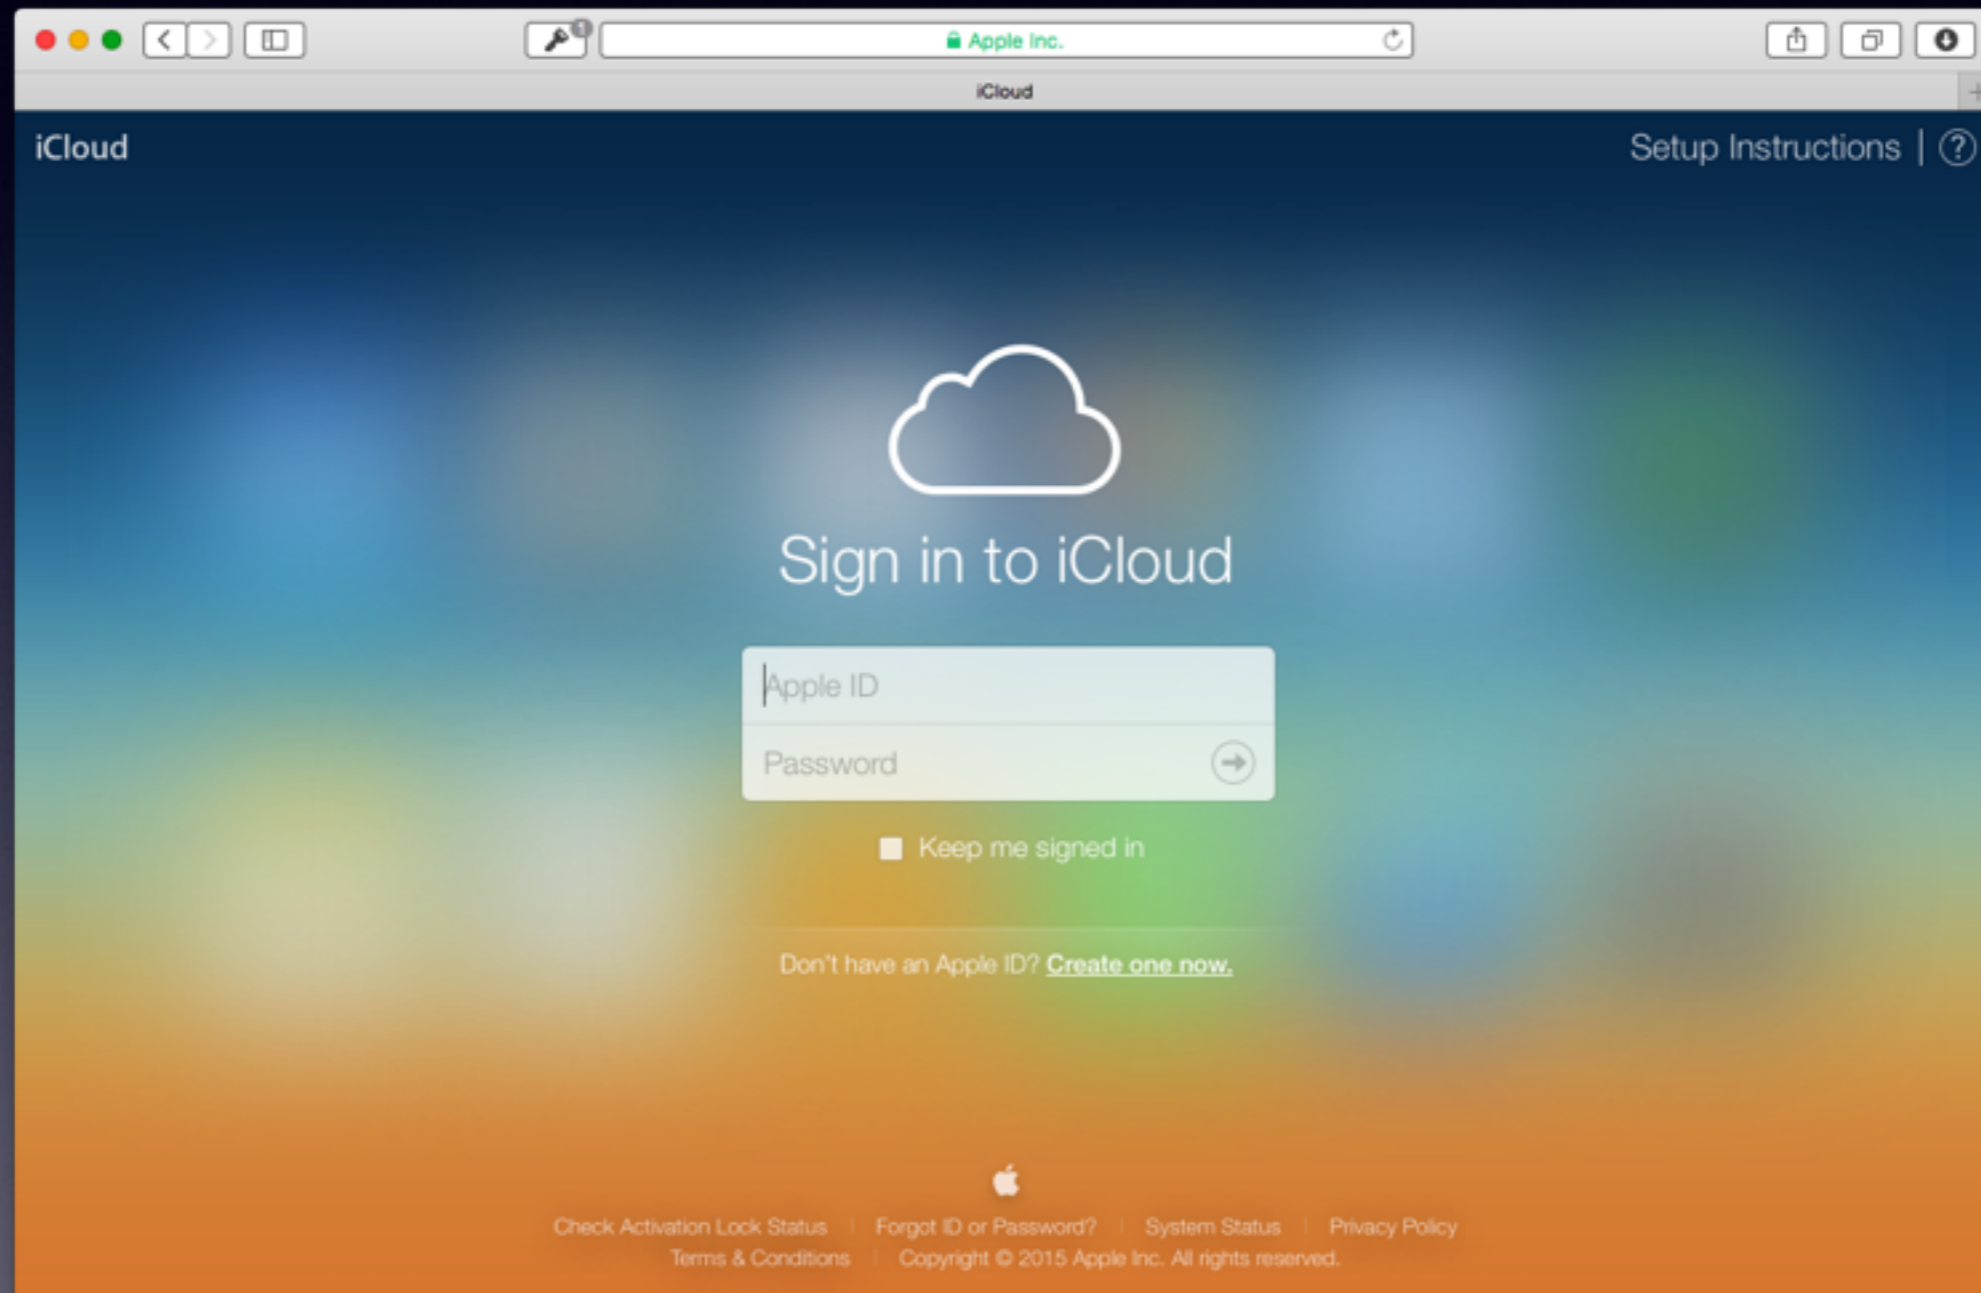 1
Apple Inc.
iCloud
iCloud
Setup Instructions | ?
Sign in to iCloud
Apple ID
Password
Keep me signed in
Don't have an Apple ID? Create one now.
Check Activation Lock Status | Forgot ID or Password? | System Status | Privacy Policy
Terms & Conditions | Copyright © 2015 Apple Inc. All rights reserved.